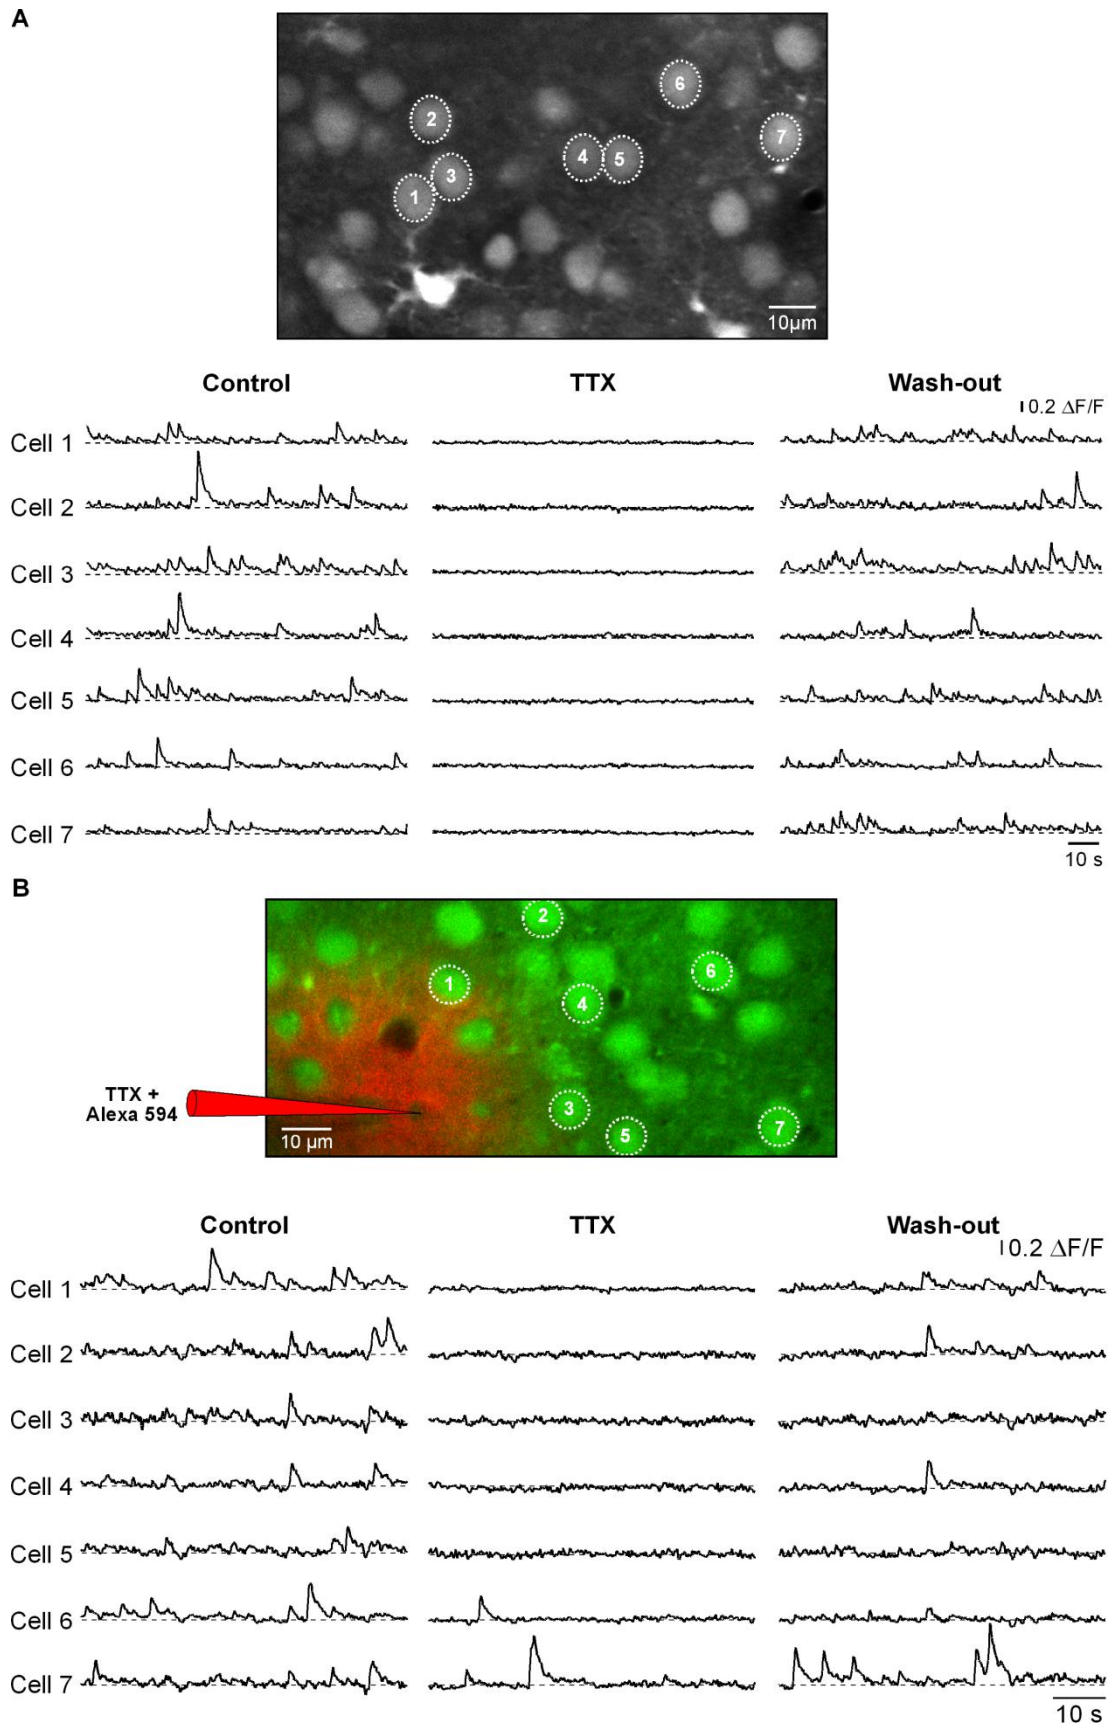 A
6
2
7
4 5
3
1
10µm
Control TTX Wash-out
0.2 ΔF/F
Cell 1
Cell 2
Cell 3
Cell 4
Cell 5
Cell 6
Cell 7
10 s
B
2
6
1
4
TTX +
Alexa 594
3
7
5
10 µm
Control TTX Wash-out
0.2 ΔF/F
Cell 1
Cell 2
Cell 3
Cell 4
Cell 5
Cell 6
Cell 7
10 s